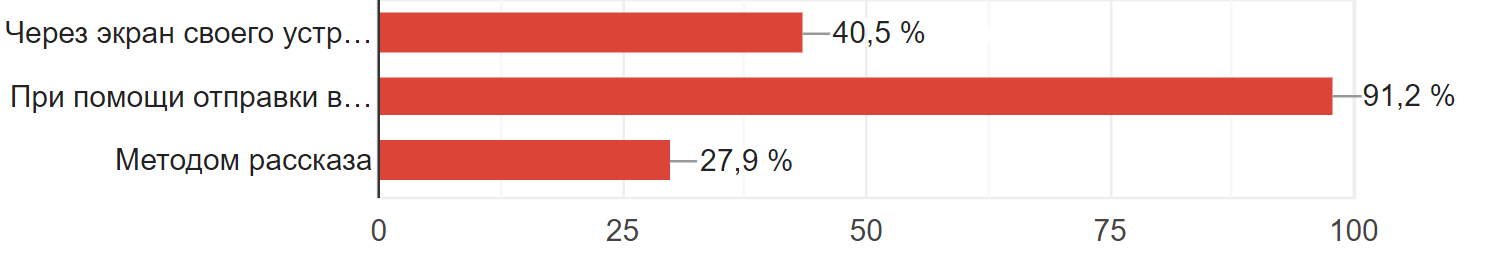 Через экран своего устр… 40,5 %
При помощи отправки в… 91,2 %
Методом рассказа 27,9 %
0 25 50 75 100